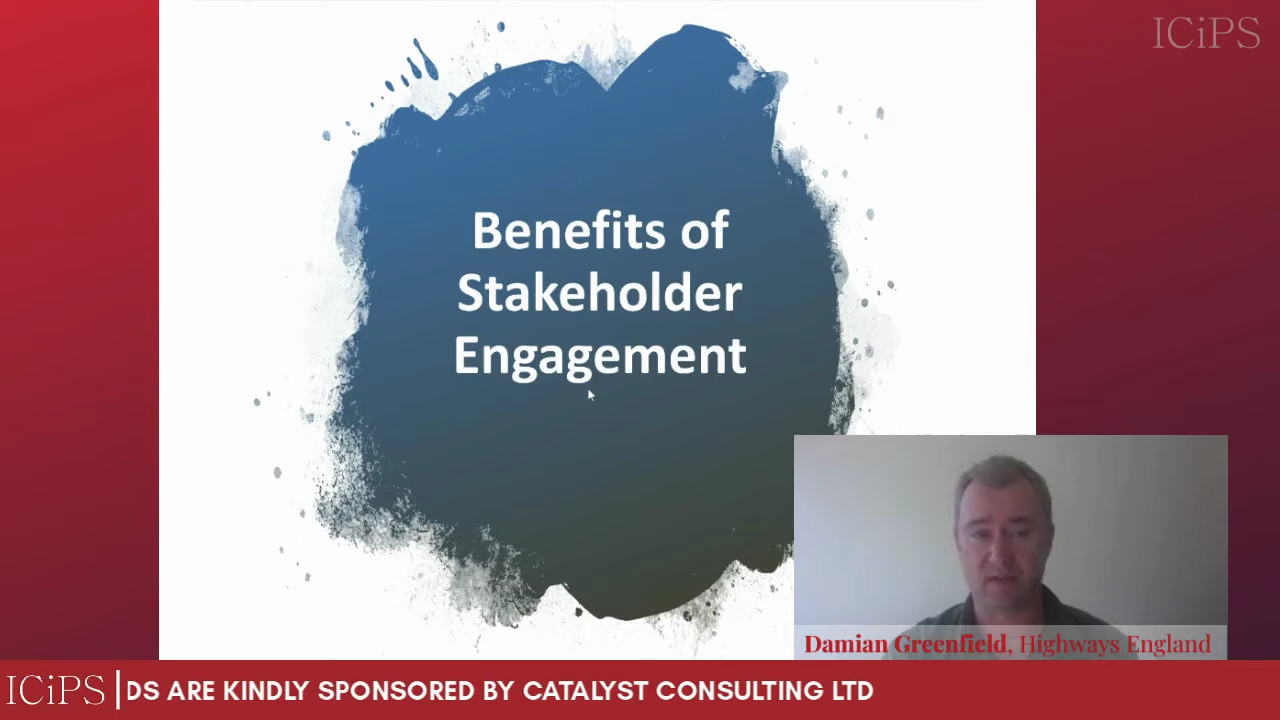 ICiPS
Benefits of
Stakeholder
Engagement
Damian Greenfield, Highways England
ICiPS DS ARE KINDLY SPONSORED BY CATALYST CONSULTING LTD